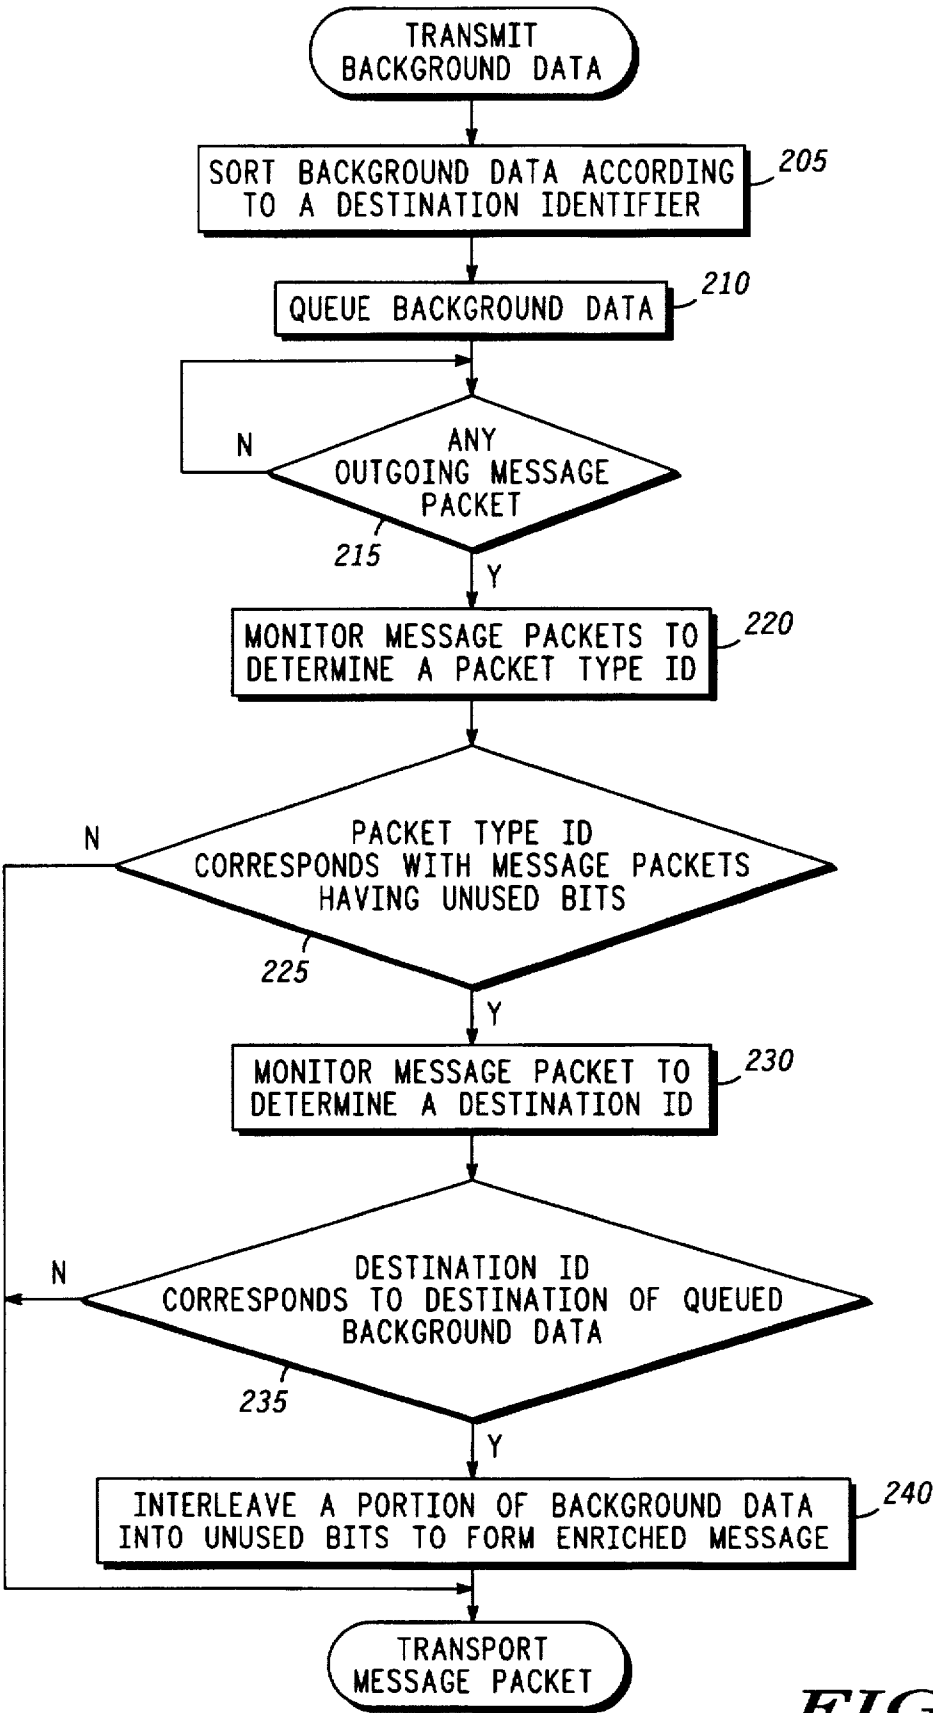 TRANSMIT
BACKGROUND DATA
SORT BACKGROUND DATA ACCORDING
TO A DESTINATION IDENTIFIER
205
QUEUE BACKGROUND DATA
210
N
ANY
OUTGOING MESSAGE
PACKET
215
Y
MONITOR MESSAGE PACKETS TO
DETERMINE A PACKET TYPE ID
220
N
PACKET TYPE ID
CORRESPONDS WITH MESSAGE PACKETS
HAVING UNUSED BITS
225
Y
MONITOR MESSAGE PACKET TO
DETERMINE A DESTINATION ID
230
N
DESTINATION ID
CORRESPONDS TO DESTINATION OF QUEUED
BACKGROUND DATA
235
Y
INTERLEAVE A PORTION OF BACKGROUND DATA
INTO UNUSED BITS TO FORM ENRICHED MESSAGE
240
TRANSPORT
MESSAGE PACKET
FIG